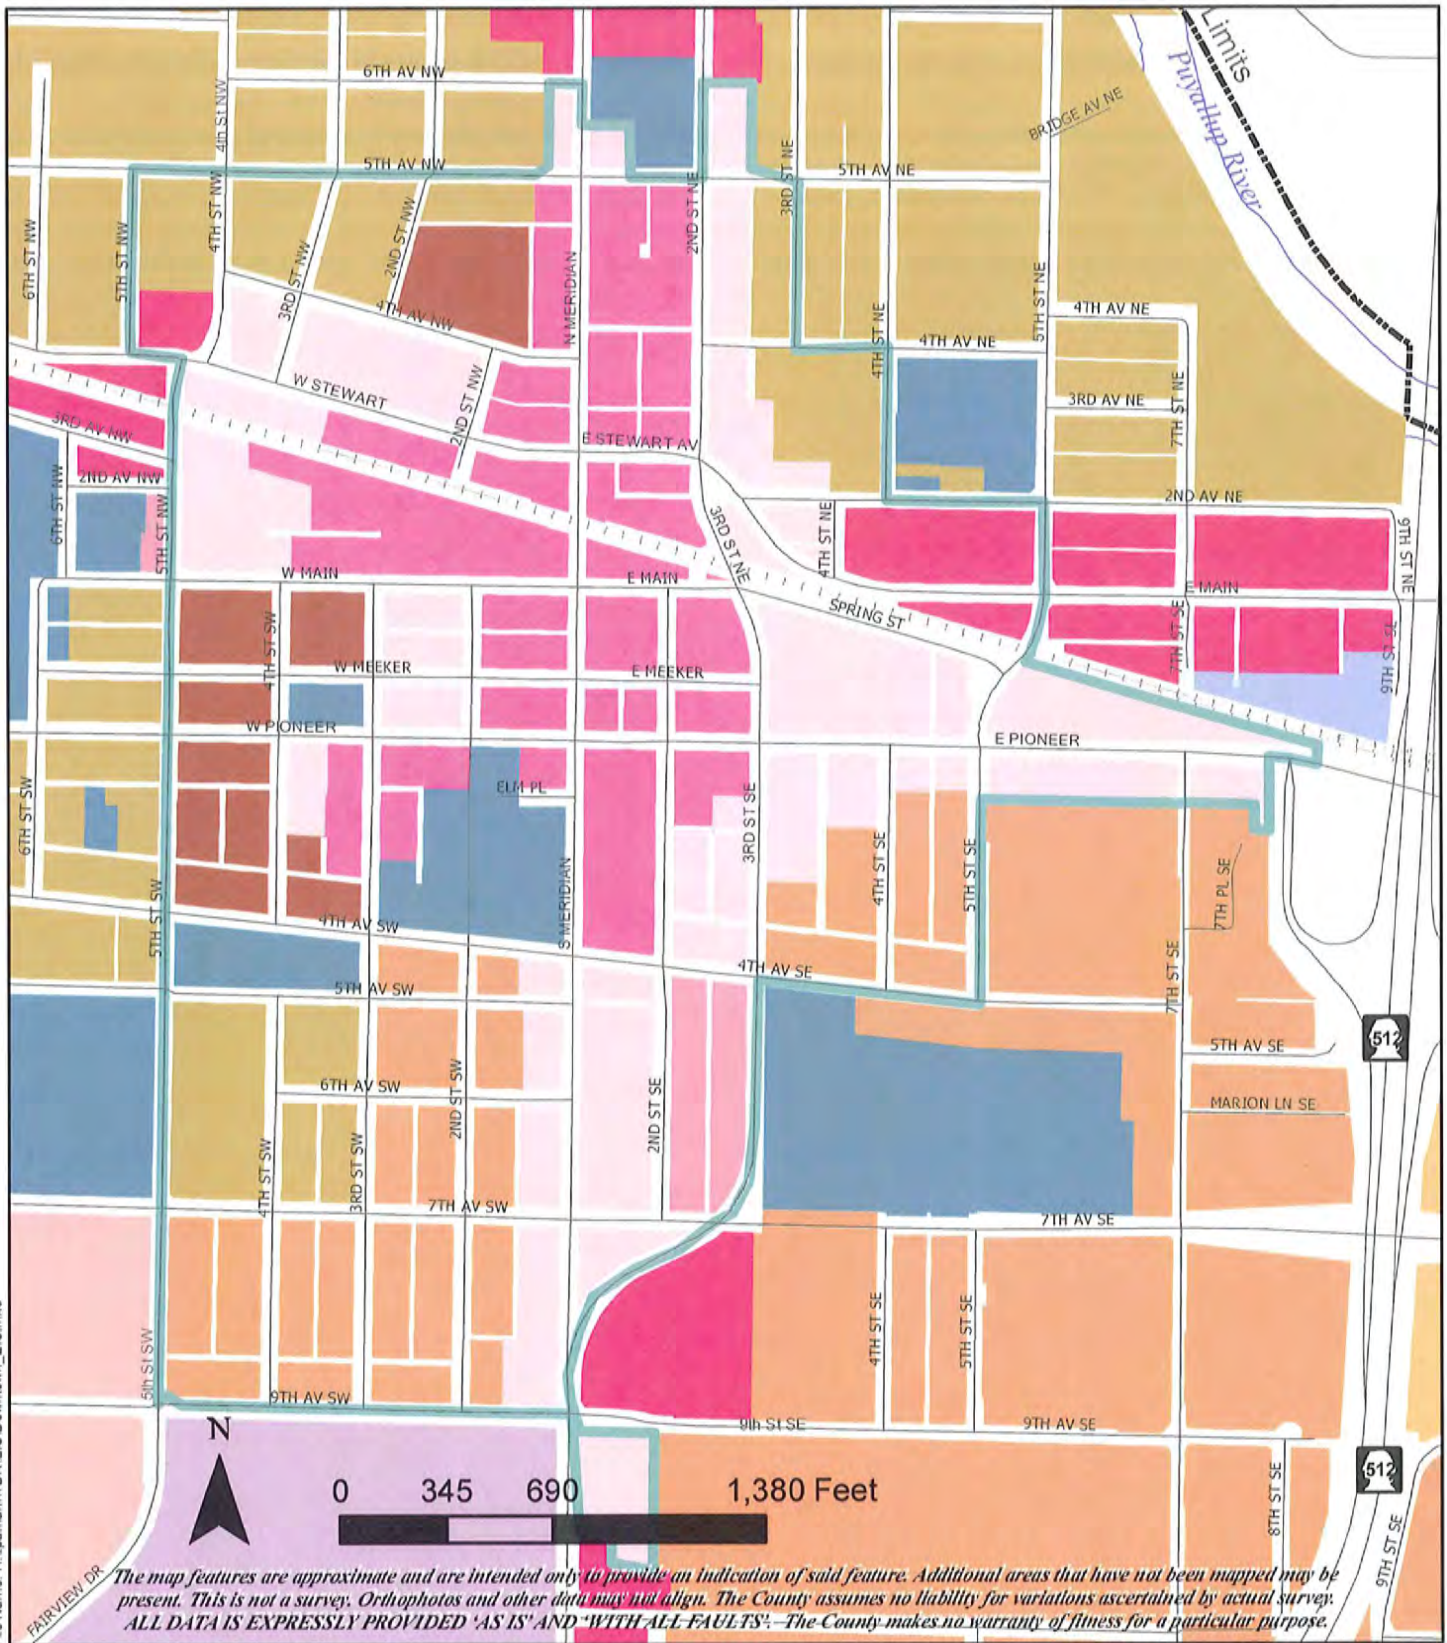 Limits
Puyallup River
BRIDGE AV NE
6TH AV NW
4th St NW
5TH AV NW
5TH AV NE
3RD ST NE
2ND ST NE
4TH ST NW
5TH ST NW
6TH ST NW
3RD ST NW
2ND ST NW
N MERIDIAN
4TH AV NW
4TH ST NE
5TH ST NE
4TH AV NE
4TH AV NE
3RD AV NE
7TH ST NE
W STEWART
2ND ST NW
E STEWART AV
3RD AV NW
2ND AV NW
6TH ST NW
5TH ST NW
2ND AV NE
3RD ST NE
4TH ST NE
9TH ST NE
W MAIN
E MAIN
E MAIN
SPRING ST
4TH ST SW
W MEEKER
E MEEKER
7TH ST SE
9TH ST SE
W PIONEER
E PIONEER
ELM PL
6TH ST SW
5TH ST SW
S MERIDIAN
3RD ST SE
4TH ST SE
5TH ST SE
7TH PL SE
4TH AV SW
4TH AV SE
5TH AV SW
7TH ST SE
512
5TH AV SE
6TH AV SW
2ND ST SW
2ND ST SE
MARION LN SE
4TH ST SW
3RD ST SW
7TH AV SW
7TH AV SE
5th St SW
4TH ST SE
5TH ST SE
9TH AV SW
9th St SE
9TH AV SE
N
512
0 345 690 1,380 Feet
8TH ST SE
9TH ST SE
FAIRVIEW DR
The map features are approximate and are intended only to provide an indication of said feature. Additional areas that have not been mapped may be
present. This is not a survey. Orthophotos and other data may not align. The County assumes no liability for variations ascertained by actual survey.
ALL DATA IS EXPRESSLY PROVIDED 'AS IS' AND 'WITH ALL FAULTS'. The County makes no warranty of fitness for a particular purpose.